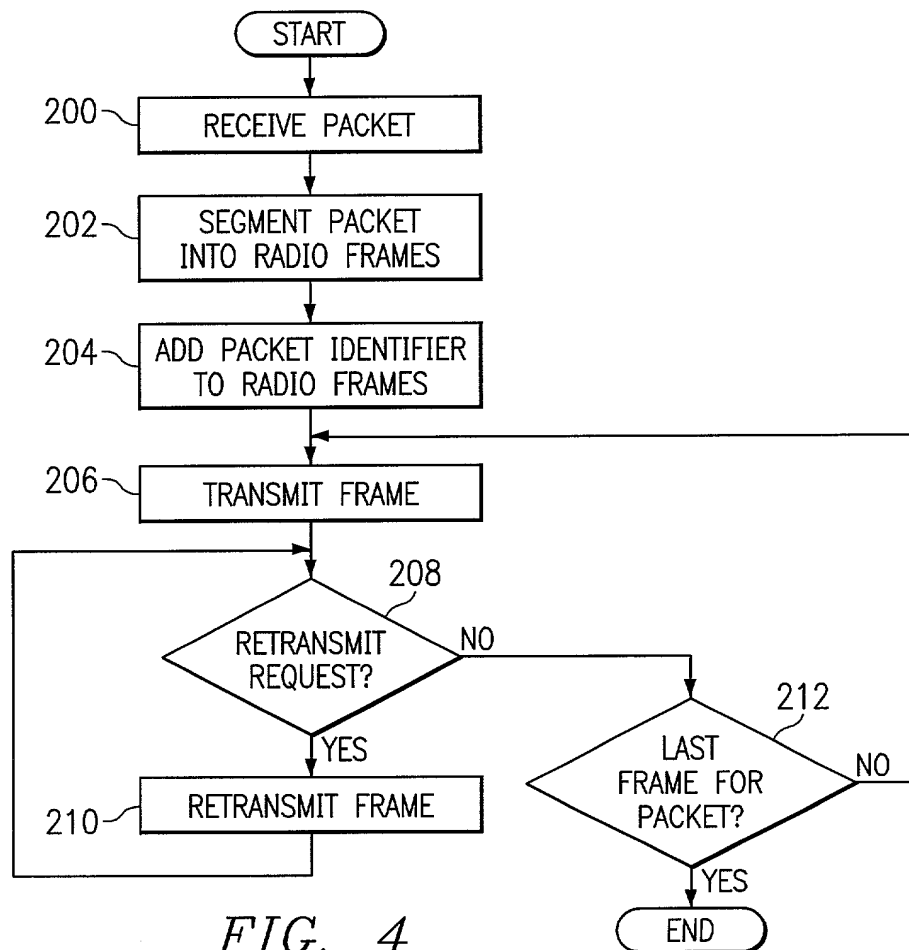 START
200
RECEIVE PACKET
202
SEGMENT PACKET
INTO RADIO FRAMES
204
ADD PACKET IDENTIFIER
TO RADIO FRAMES
206
TRANSMIT FRAME
208
RETRANSMIT
REQUEST?
NO
YES
210
RETRANSMIT FRAME
212
LAST
FRAME FOR
PACKET?
NO
YES
END
FIG. 4